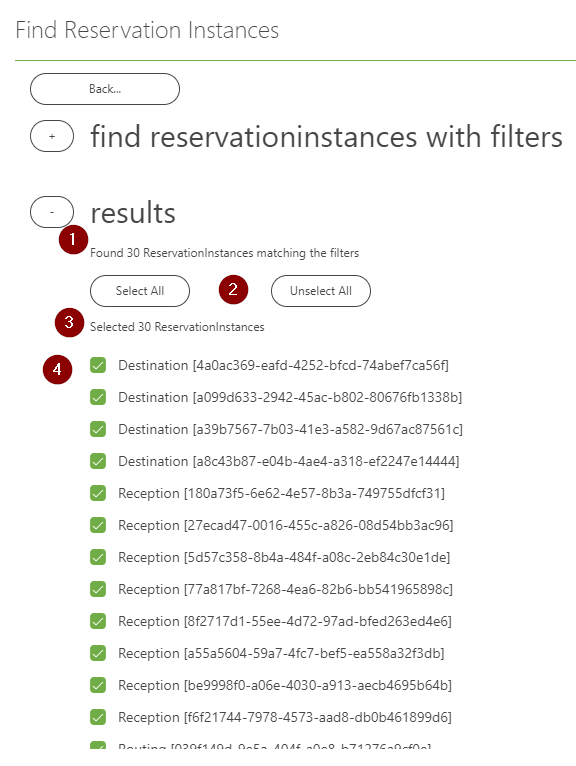 Find Reservation Instances
Back...
+ find reservationinstances with filters
- results
1
Found 30 ReservationInstances matching the filters
Select All 2 Unselect All
3 Selected 30 ReservationInstances
4 Destination [4a0ac369-eafd-4252-bfcd-74abef7ca56f]
Destination [a099d633-2942-45ac-b802-80676fb1338b]
Destination [a39b7567-7b03-41e3-a582-9d67ac87561c]
Destination [a8c43b87-e04b-4ae4-a318-ef2247e14444]
Reception [180a73f5-6e62-4e57-8b3a-749755dfcf31]
Reception [27ecad47-0016-455c-a826-08d54bb3ac96]
Reception [5d57c358-8b4a-484f-a08c-2eb84c30e1de]
Reception [77a817bf-7268-4ea6-82b6-bb541965898c]
Reception [8f2717d1-55ee-4d72-97ad-bfed263ed4e6]
Reception [a55a5604-59a7-4fc7-bef5-ea558a32f3db]
Reception [be9998f0-a06e-4030-a913-aecb4695b64b]
Reception [f6f21744-7978-4573-aad8-db0b461899d6]
Routing